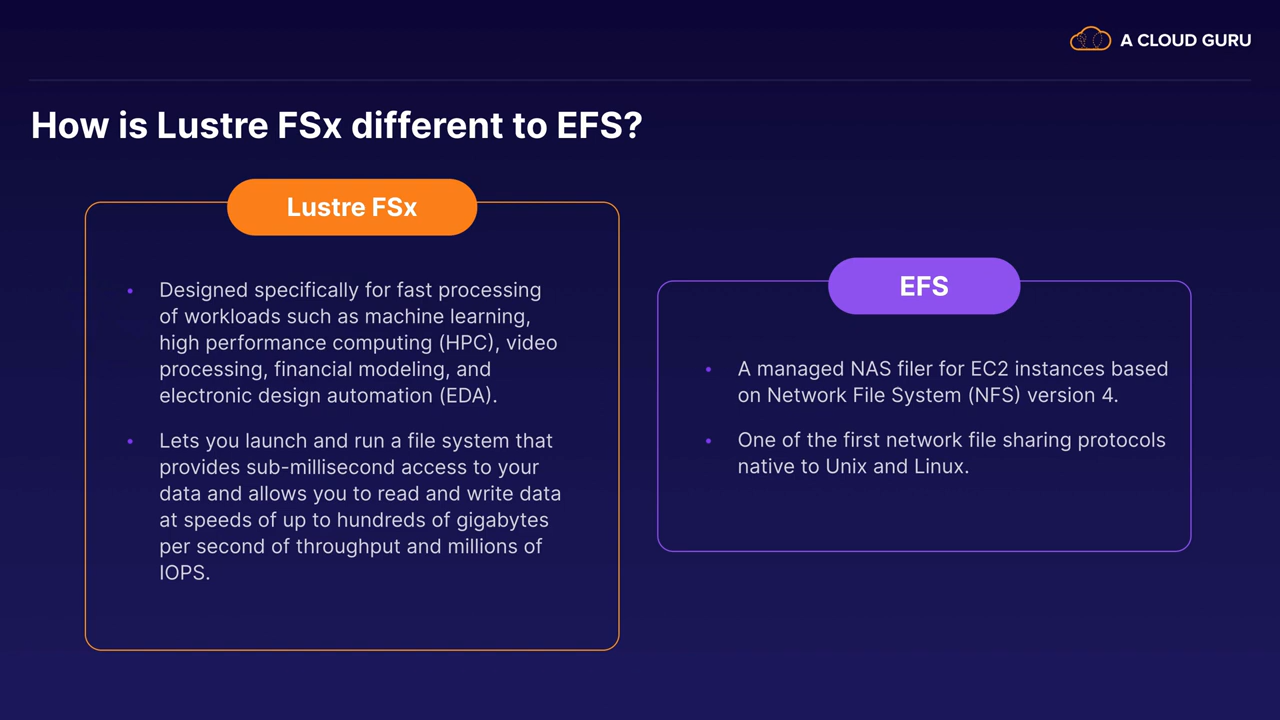 A CLOUD GURU
How is Lustre FSx different to EFS?
Lustre FSx
• Designed specifically for fast processing
of workloads such as machine learning,
high performance computing (HPC), video
processing, financial modeling, and
electronic design automation (EDA).
• Lets you launch and run a file system that
provides sub-millisecond access to your
data and allows you to read and write data
at speeds of up to hundreds of gigabytes
per second of throughput and millions of
IOPS.
EFS
• A managed NAS filer for EC2 instances based
on Network File System (NFS) version 4.
• One of the first network file sharing protocols
native to Unix and Linux.